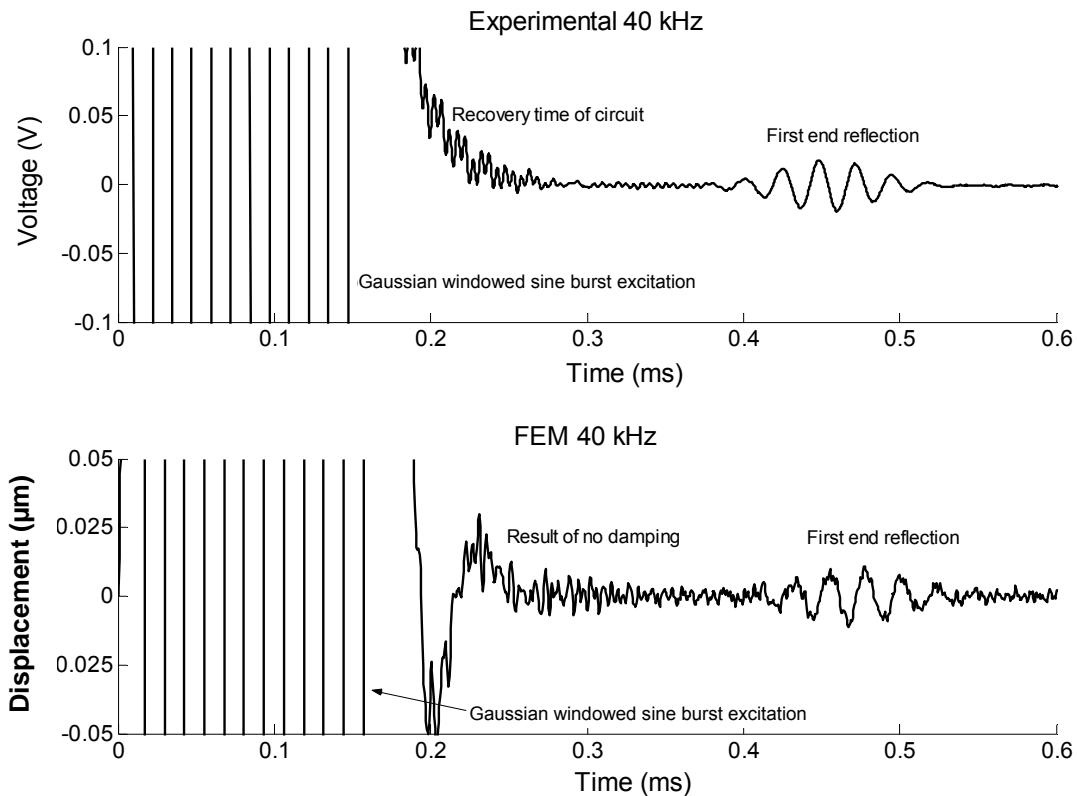 Experimental 40 kHz
0.1
0.05
0
-0.05
-0.1
Voltage (V)
Recovery time of circuit
First end reflection
Gaussian windowed sine burst excitation
0 0.1 0.2 0.3 0.4 0.5 0.6
Time (ms)
FEM 40 kHz
0.05
0.025
0
0.025
-0.05
Displacement (μm)
Result of no damping
First end reflection
Gaussian windowed sine burst excitation
0 0.1 0.2 0.3 0.4 0.5 0.6
Time (ms)